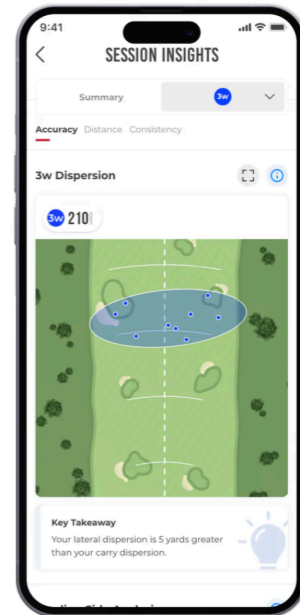 9:41
SESSION INSIGHTS
Summary 3w
Accuracy Distance Consistency
3w Dispersion
3w 210
Key Takeaway
Your lateral dispersion is 5 yards greater
than your carry dispersion.